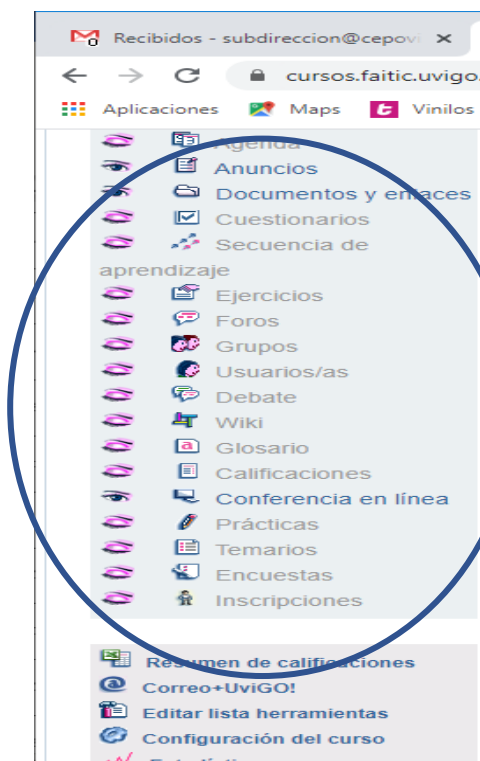 Recibidos - subdireccion@cepovi
cursos.faitic.uvigo.
Aplicaciones Maps Vinilos
Agenda
Anuncios
Documentos y enlaces
Cuestionarios
Secuencia de
aprendizaje
Ejercicios
Foros
Grupos
Usuarios/as
Debate
Wiki
Glosario
Calificaciones
Conferencia en línea
Prácticas
Temarios
Encuestas
Inscripciones
Resumen de calificaciones
Correo+UviGO!
Editar lista herramientas
Configuración del curso